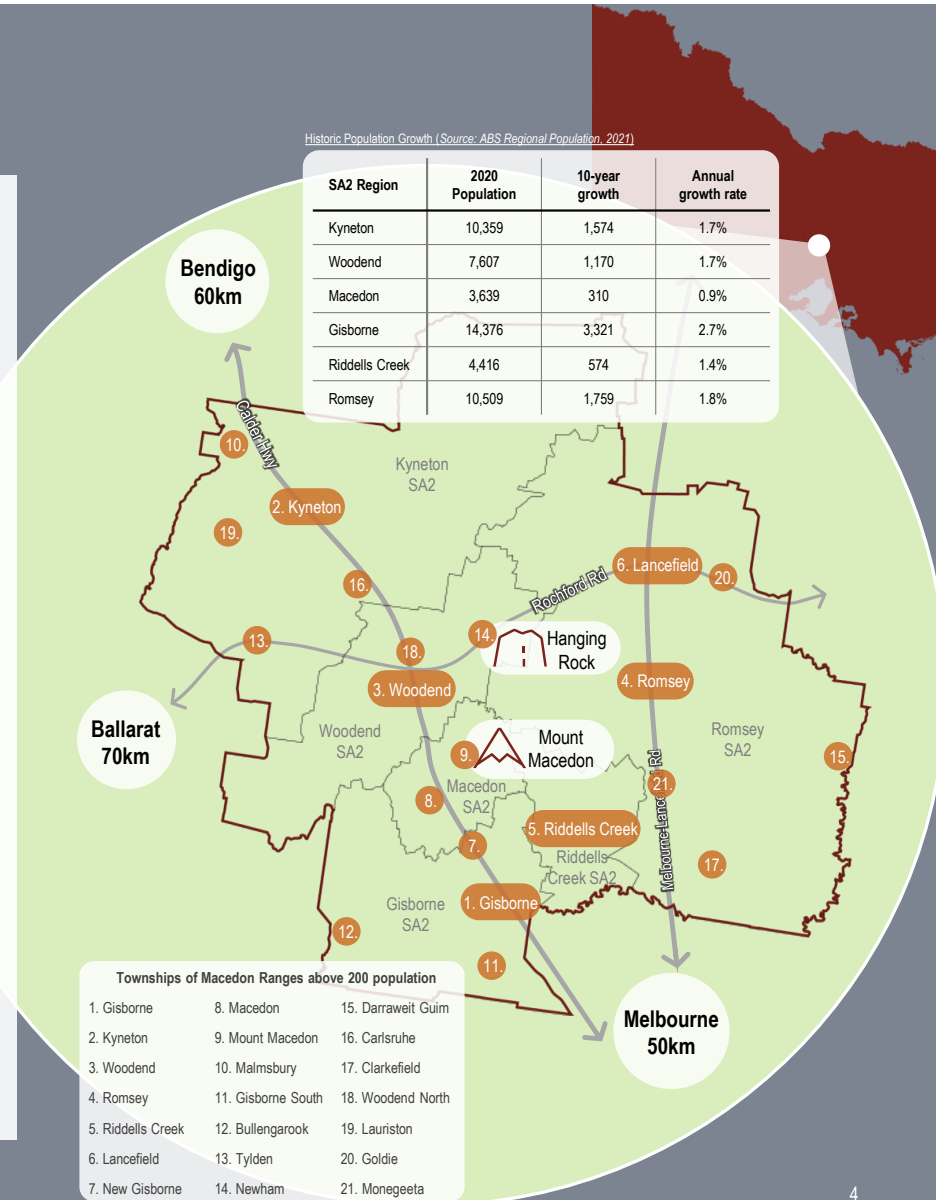 Historic Population Growth (Source: ABS Regional Population, 2021)
SA2 Region 2020 Population 10-year growth Annual growth rate
Kyneton 10,359 1,574 1.7%
Woodend 7,607 1,170 1.7%
Macedon 3,639 310 0.9%
Gisborne 14,376 3,321 2.7%
Riddells Creek 4,416 574 1.4%
Romsey 10,509 1,759 1.8%
Bendigo
60km
Calder Hwy
10.
Kyneton
SA2
2. Kyneton
19.
16.
6. Lancefield
20.
Rochford Rd
13.
14.
Hanging
Rock
18.
3. Woodend
4. Romsey
Ballarat
70km
Woodend
SA2
Romsey
SA2
9.
Mount
Macedon
15.
Macedon
SA2
8.
21.
5. Riddells Creek
7.
Riddells
Creek SA2
17.
1. Gisborne
Gisborne
SA2
12.
11.
Melbourne
50km
Townships of Macedon Ranges above 200 population
1. Gisborne 8. Macedon 15. Darraweit Guim
2. Kyneton 9. Mount Macedon 16. Carlsruhe
3. Woodend 10. Malmsbury 17. Clarkefield
4. Romsey 11. Gisborne South 18. Woodend North
5. Riddells Creek 12. Bullengarook 19. Lauriston
6. Lancefield 13. Tylden 20. Goldie
7. New Gisborne 14. Newham 21. Monegeeta
4